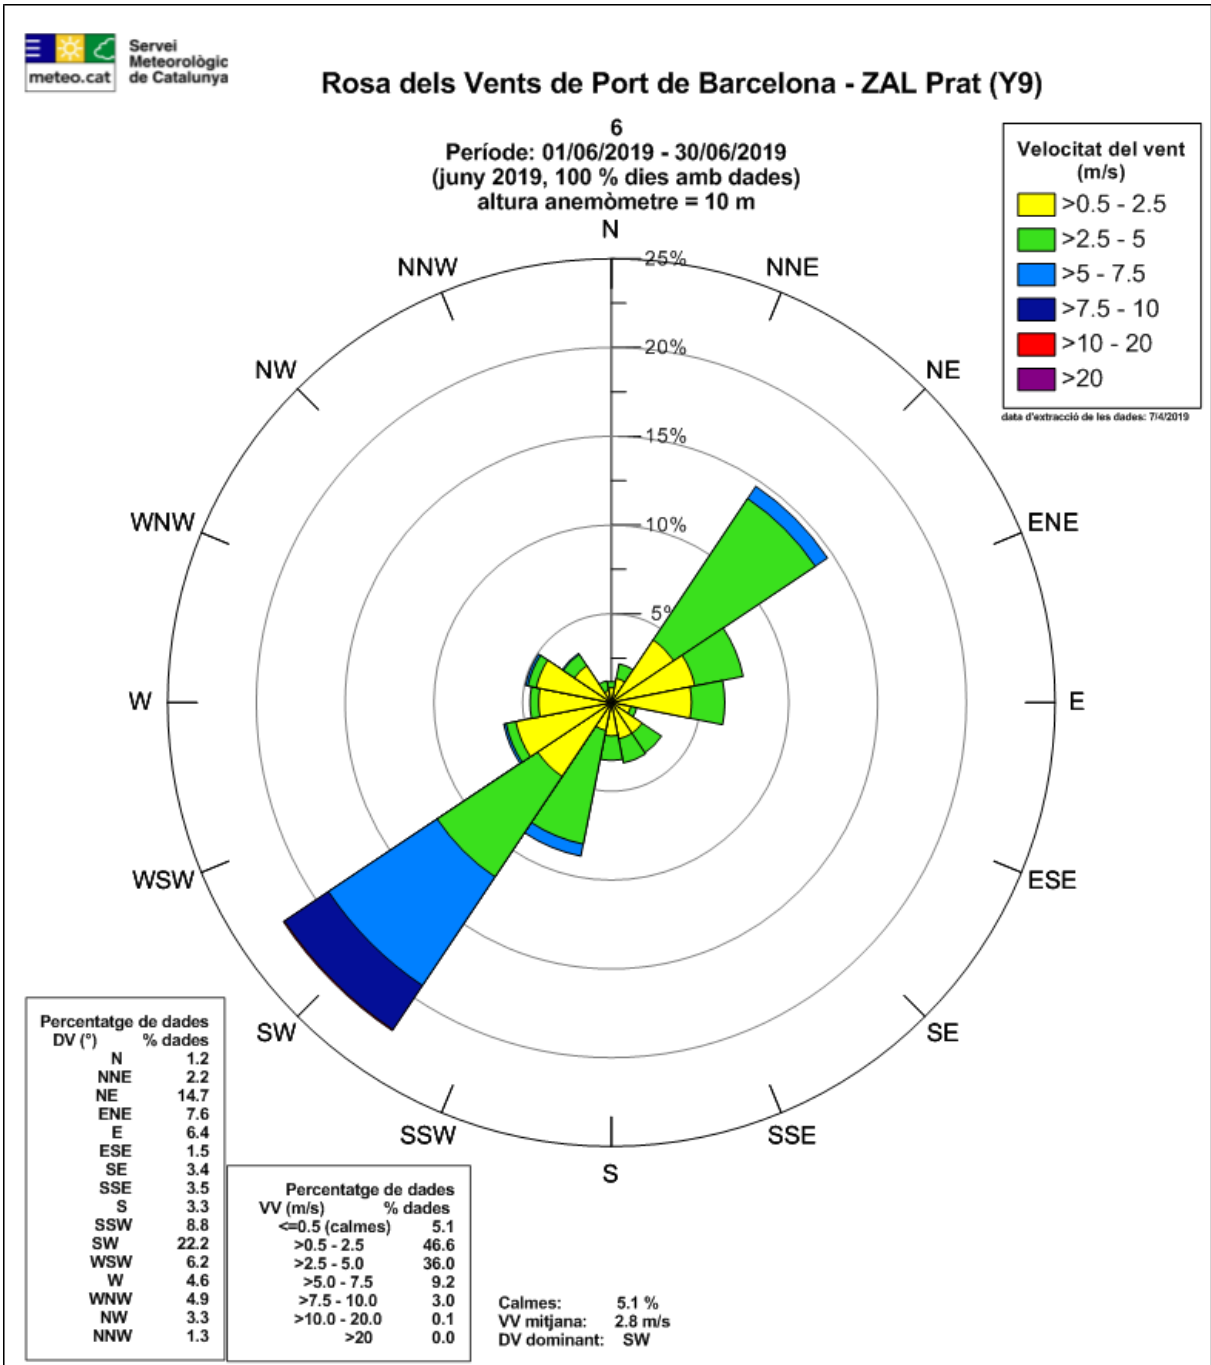 meteo.cat
Servei
Meteorològic
de Catalunya
Rosa dels Vents de Port de Barcelona - ZAL Prat (Y9)
6
Període: 01/06/2019 - 30/06/2019
(juny 2019, 100 % dies amb dades)
altura anemòmetre = 10 m
Velocitat del vent
(m/s)
>0.5 - 2.5
>2.5 - 5
>5 - 7.5
>7.5 - 10
>10 - 20
>20
data d'extracció de les dades: 7/4/2019
N
NNW
25%
NNE
20%
NW
NE
15%
WNW
10%
ENE
5%
W
E
WSW
ESE
SW
SE
SSW
SSE
S
Percentatge de dades
DV (°) % dades
N 1.2
NNE 2.2
NE 14.7
ENE 7.6
E 6.4
ESE 1.5
SE 3.4
SSE 3.5
S 3.3
SSW 8.8
SW 22.2
WSW 6.2
W 4.6
WNW 4.9
NW 3.3
NNW 1.3
Percentatge de dades
VV (m/s) % dades
<=0.5 (calmes) 5.1
>0.5 - 2.5 46.6
>2.5 - 5.0 36.0
>5.0 - 7.5 9.2
>7.5 - 10.0 3.0
>10.0 - 20.0 0.1
>20 0.0
Calmes: 5.1 %
VV mitjana: 2.8 m/s
DV dominant: SW